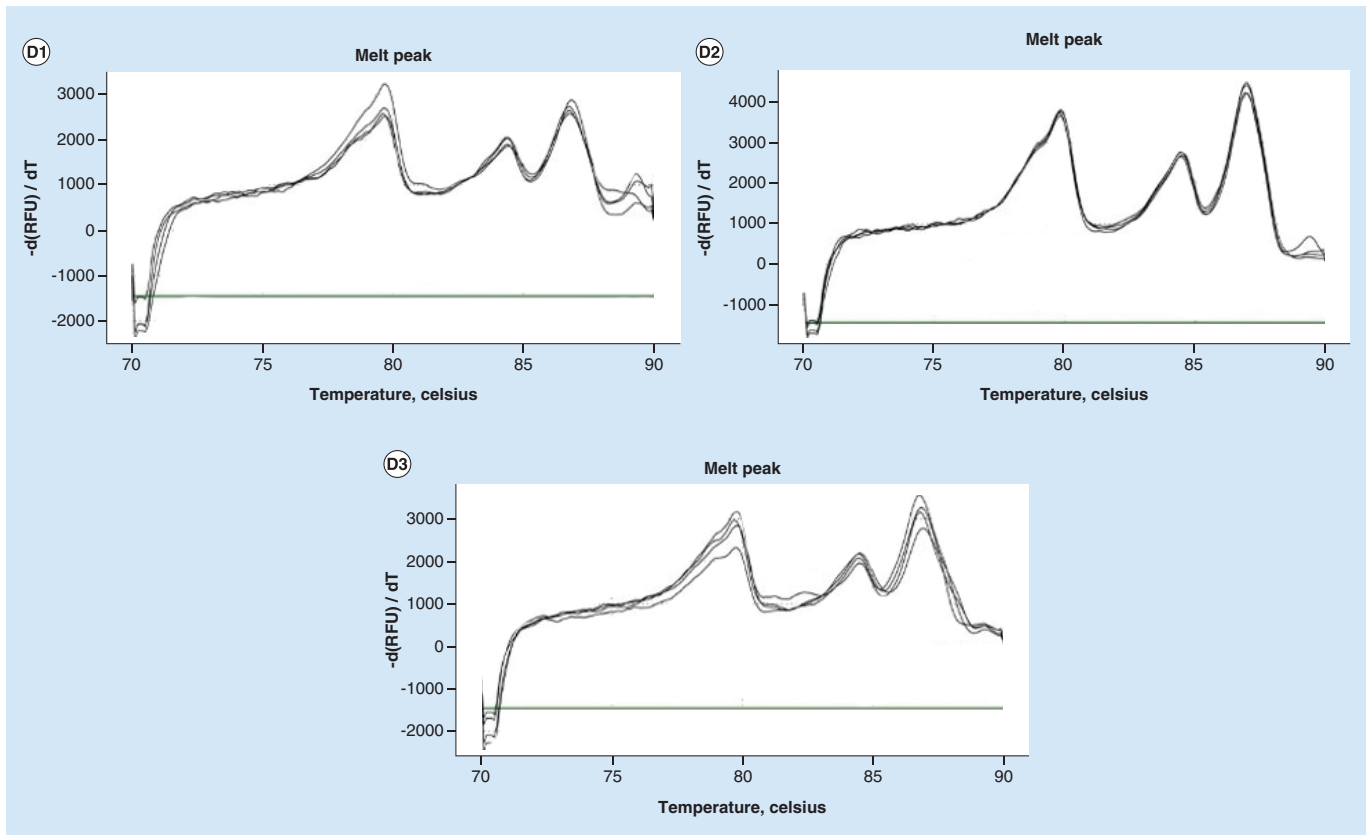 D1
Melt peak
-d(RFU) / dT
3000
2000
1000
0
-1000
-2000
70 75 80 85 90
Temperature, celsius
D2
Melt peak
-d(RFU) / dT
4000
3000
2000
1000
0
-1000
70 75 80 85 90
Temperature, celsius
D3
Melt peak
-d(RFU) / dT
3000
2000
1000
0
-1000
-2000
70 75 80 85 90
Temperature, celsius